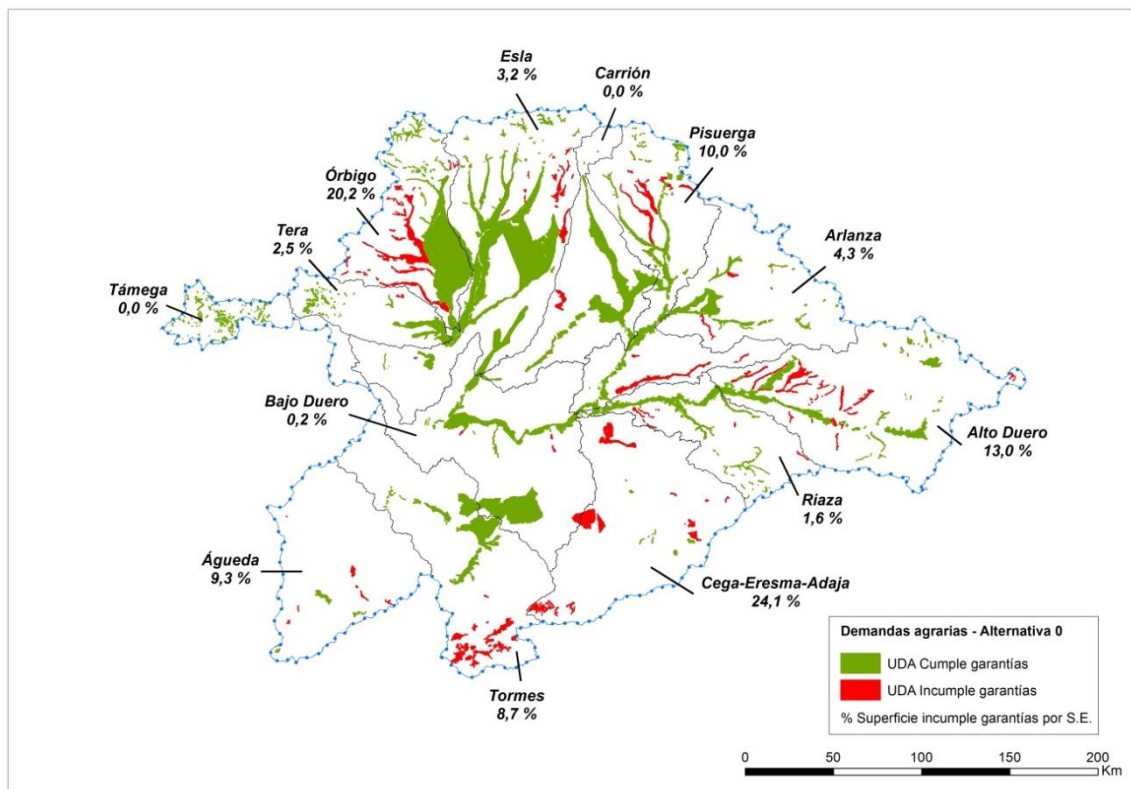 Esla
3,2 %
Carrión
0,0 %
Pisuerga
10,0 %
Órbigo
20,2 %
Tera
2,5 %
Arlanza
4,3 %
Támega
0,0 %
Bajo Duero
0,2 %
Alto Duero
13,0 %
Riaza
1,6 %
Águeda
9,3 %
Cega-Eresma-Adaja
24,1 %
Tormes
8,7 %
Demandas agrarias - Alternativa 0
UDA Cumple garantías
UDA Incumple garantías
% Superficie incumple garantías por S.E.
0 50 100 150 200
Km